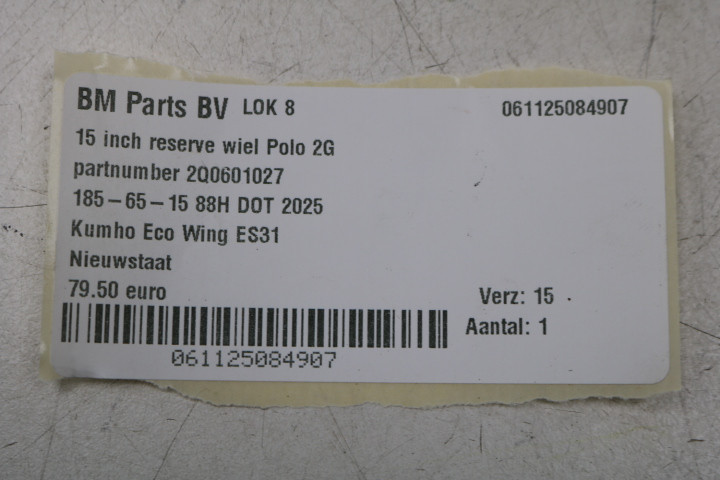 BM Parts BV LOK 8 061125084907
15 inch reserve wiel Polo 2G
partnumber 2Q0601027
185-65-15 88H DOT 2025
Kumho Eco Wing ES31
Nieuwstaat
79.50 euro Verz: 15
Aantal: 1
061125084907